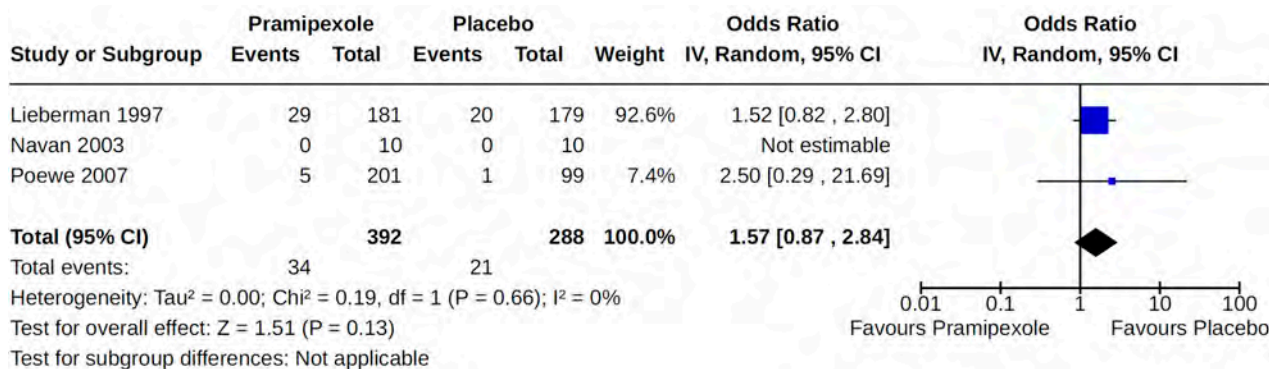 Pramipexole Placebo Odds Ratio Odds Ratio
Study or Subgroup Events Total Events Total Weight IV, Random, 95% CI IV, Random, 95% CI
Lieberman 1997 29 181 20 179 92.6% 1.52 [0.82 , 2.80]
Navan 2003 0 10 0 10 Not estimable
Poewe 2007 5 201 1 99 7.4% 2.50 [0.29 , 21.69]
Total (95% CI) 392 288 100.0% 1.57 [0.87 , 2.84]
Total events: 34 21
Heterogeneity: Tau² = 0.00; Chi² = 0.19, df = 1 (P = 0.66); I² = 0%
Test for overall effect: Z = 1.51 (P = 0.13)
Test for subgroup differences: Not applicable
0.01 0.1 1 10 100
Favours Pramipexole Favours Placebo